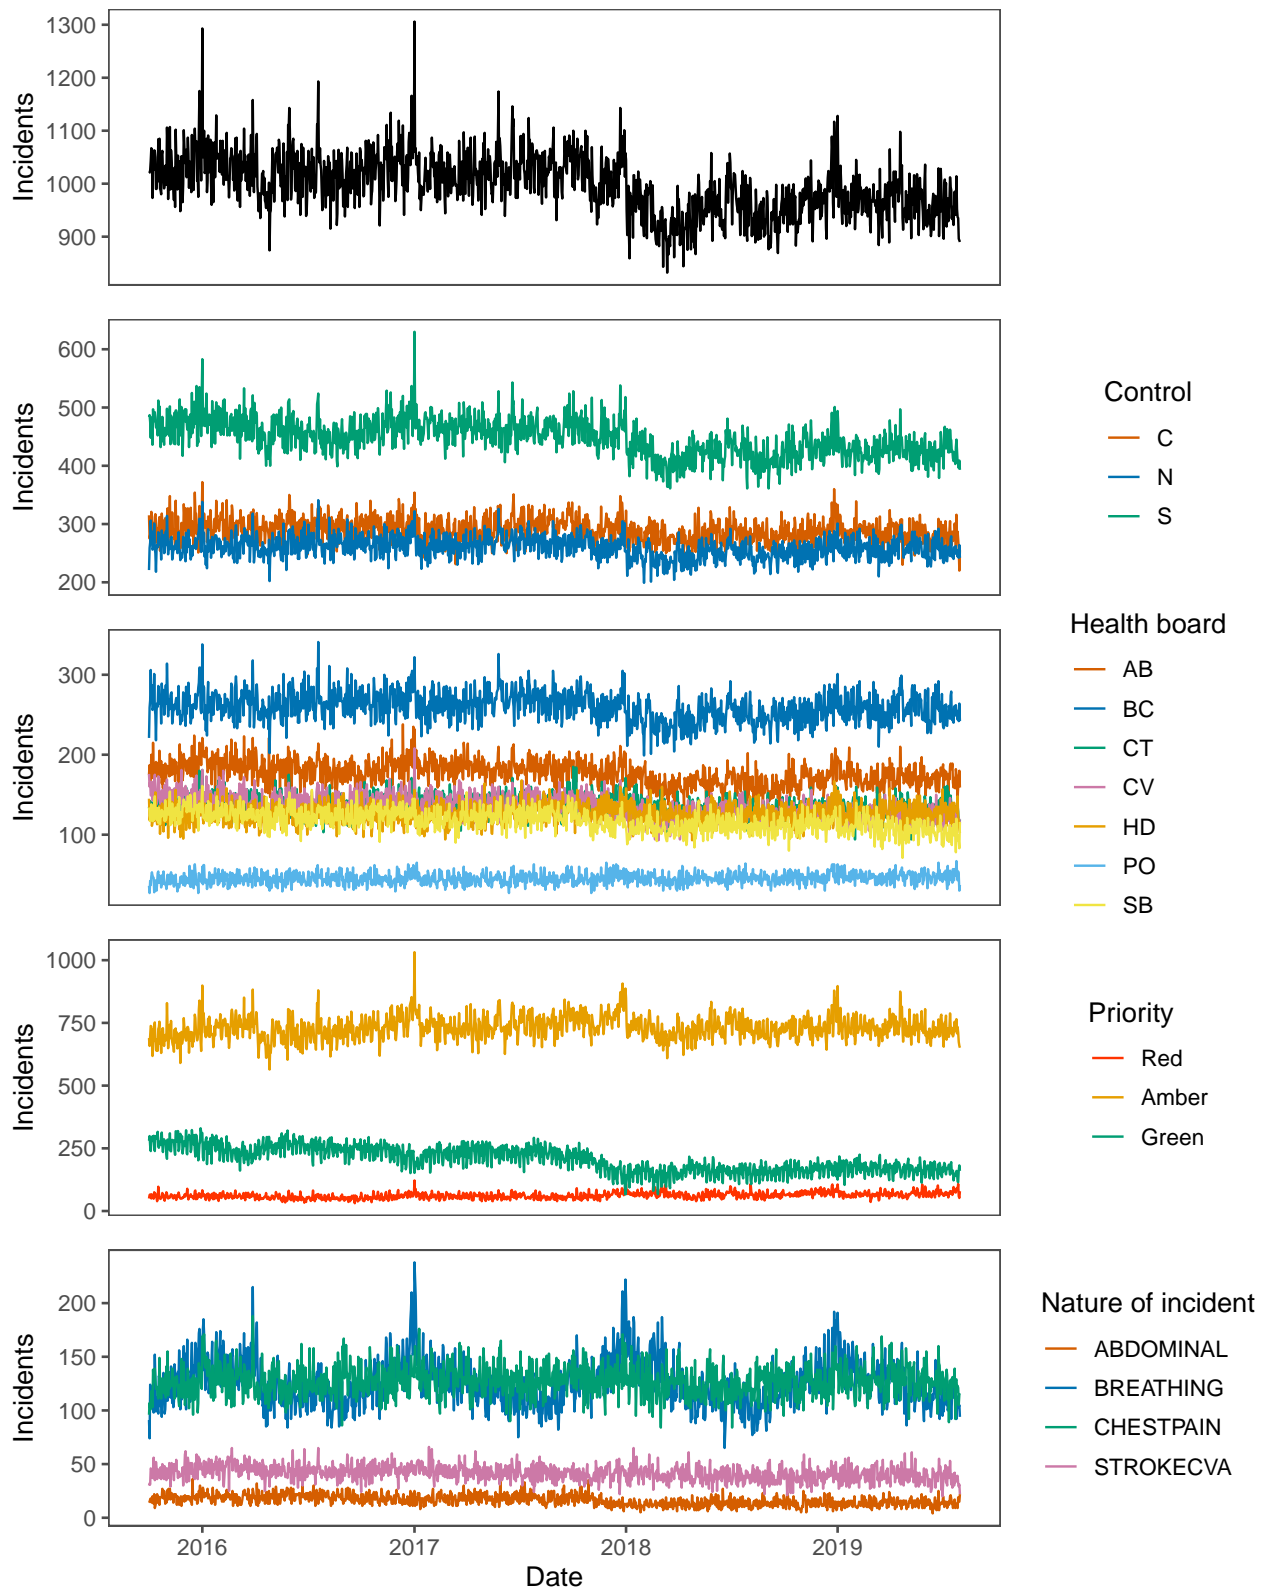 1300
1200
1100
1000
900
Incidents
600
500
400
300
200
Incidents
Control
C
N
S
300
200
100
Incidents
Health board
AB
BC
CT
CV
HD
PO
SB
1000
750
500
250
0
Incidents
Priority
Red
Amber
Green
200
150
100
50
0
Incidents
Nature of incident
ABDOMINAL
BREATHING
CHESTPAIN
STROKECVA
2016 2017 2018 2019
Date